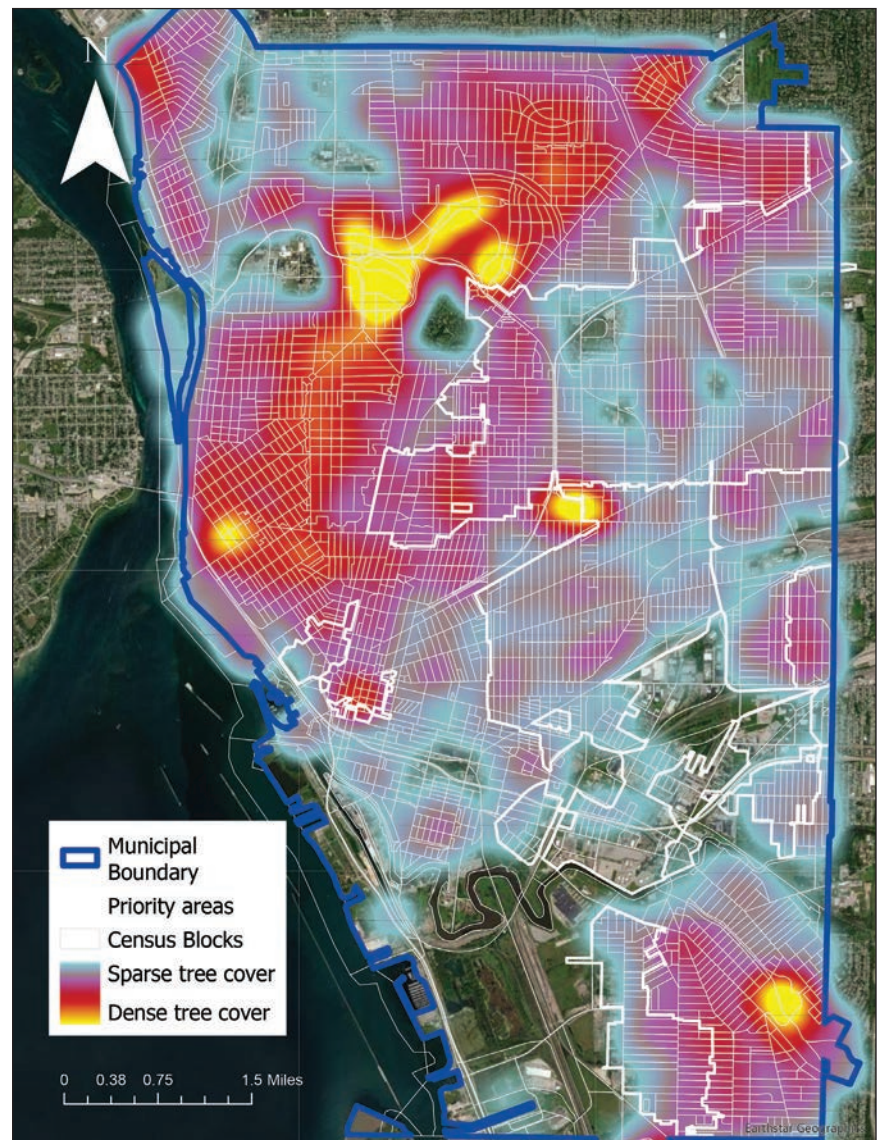 N
Municipal
Boundary
Priority areas
Census Blocks
Sparse tree cover
Dense tree cover
0 0.38 0.75 1.5 Miles
Earthstar Geographics